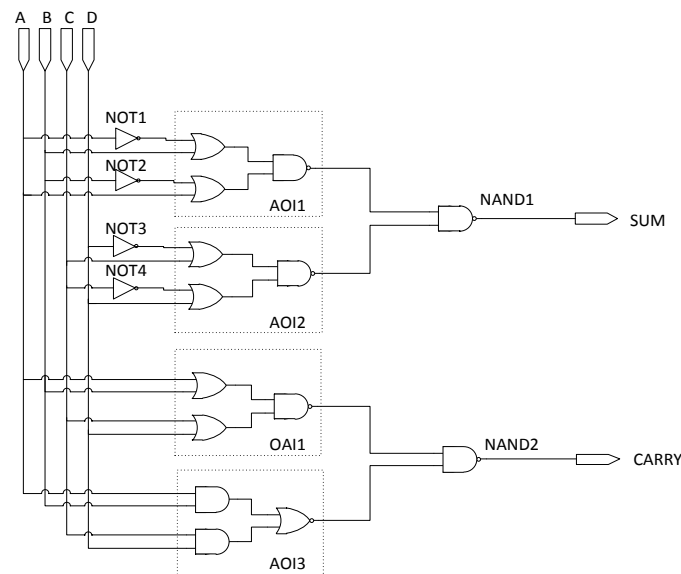 A B C D
NOT1
NOT2
AOI1
NAND1
SUM
NOT3
NOT4
AOI2
OAI1
NAND2
CARRY
AOI3